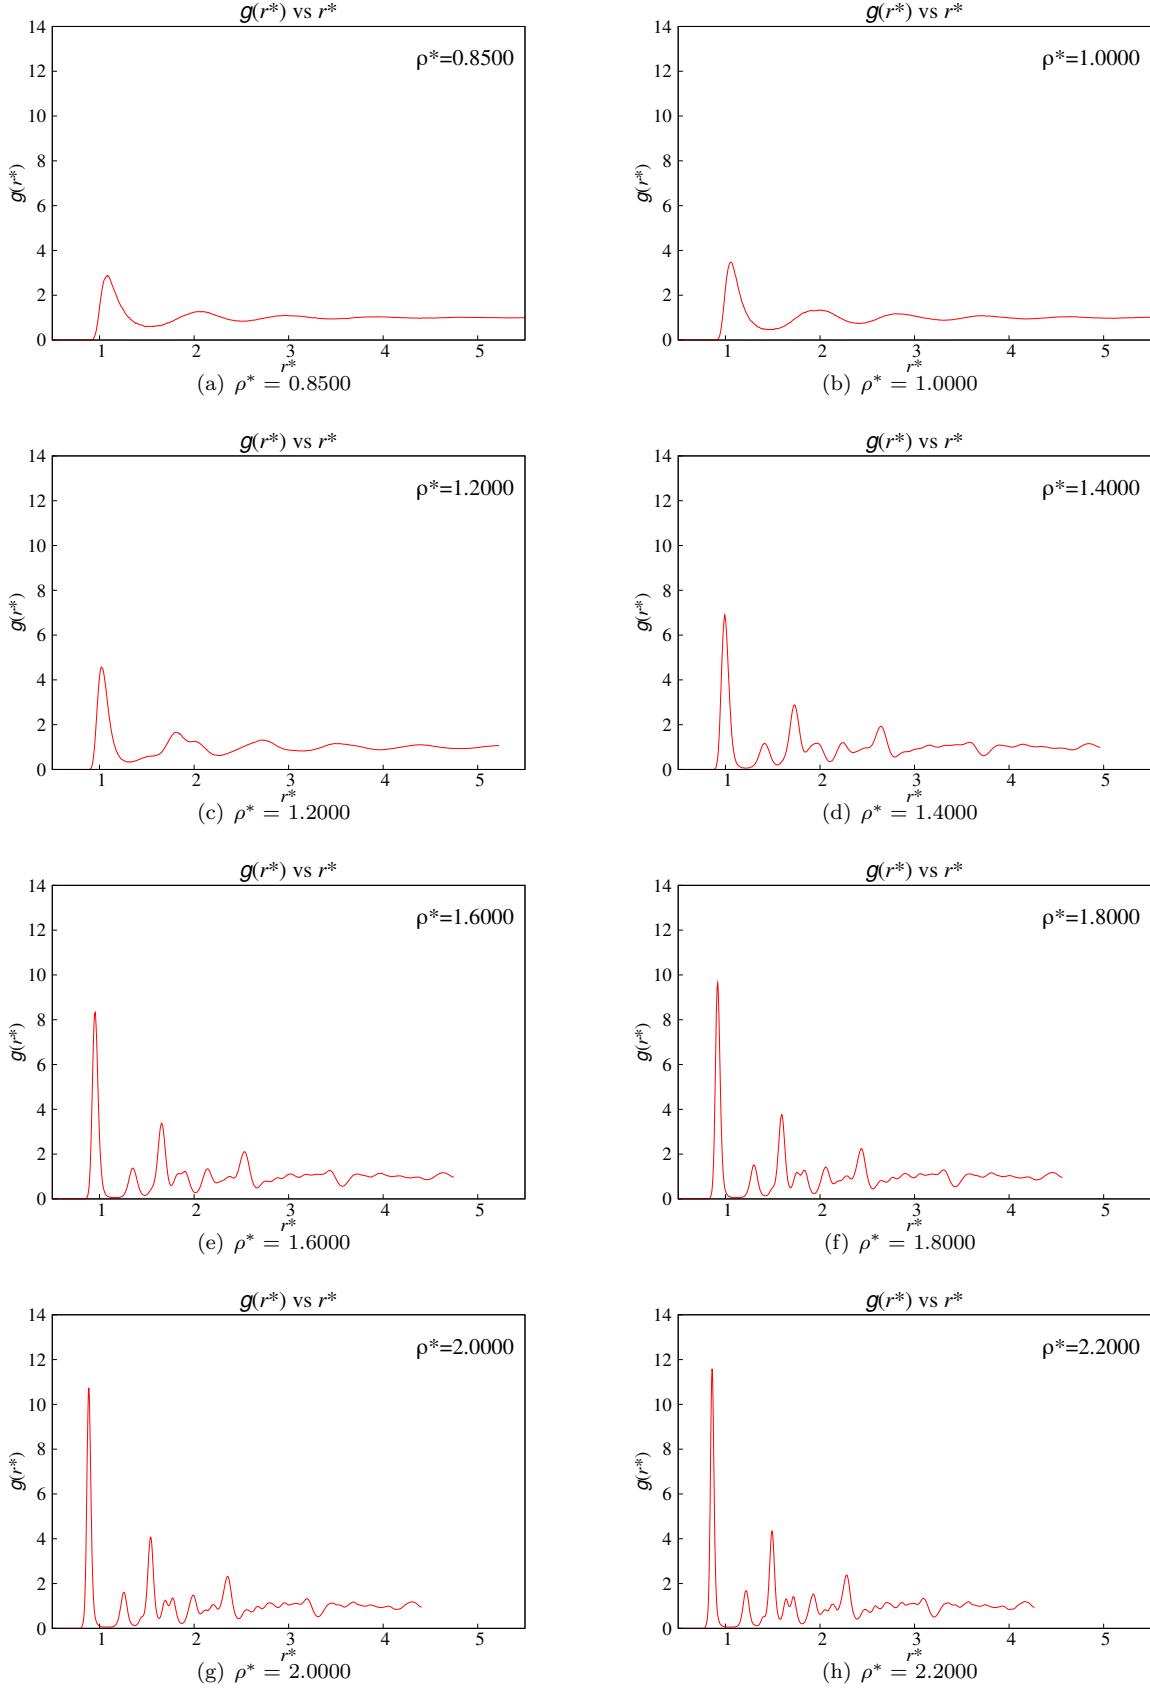 g(r*) vs r*
ρ*=0.8500
14
12
10
8
6
4
2
0
g(r*)
1 2 3 4 5
r*
(a) ρ* = 0.8500
g(r*) vs r*
ρ*=1.0000
14
12
10
8
6
4
2
0
g(r*)
1 2 3 4 5
r*
(b) ρ* = 1.0000
g(r*) vs r*
ρ*=1.2000
14
12
10
8
6
4
2
0
g(r*)
1 2 3 4 5
r*
(c) ρ* = 1.2000
g(r*) vs r*
ρ*=1.4000
14
12
10
8
6
4
2
0
g(r*)
1 2 3 4 5
r*
(d) ρ* = 1.4000
g(r*) vs r*
ρ*=1.6000
14
12
10
8
6
4
2
0
g(r*)
1 2 3 4 5
r*
(e) ρ* = 1.6000
g(r*) vs r*
ρ*=1.8000
14
12
10
8
6
4
2
0
g(r*)
1 2 3 4 5
r*
(f) ρ* = 1.8000
g(r*) vs r*
ρ*=2.0000
14
12
10
8
6
4
2
0
g(r*)
1 2 3 4 5
r*
(g) ρ* = 2.0000
g(r*) vs r*
ρ*=2.2000
14
12
10
8
6
4
2
0
g(r*)
1 2 3 4 5
r*
(h) ρ* = 2.2000